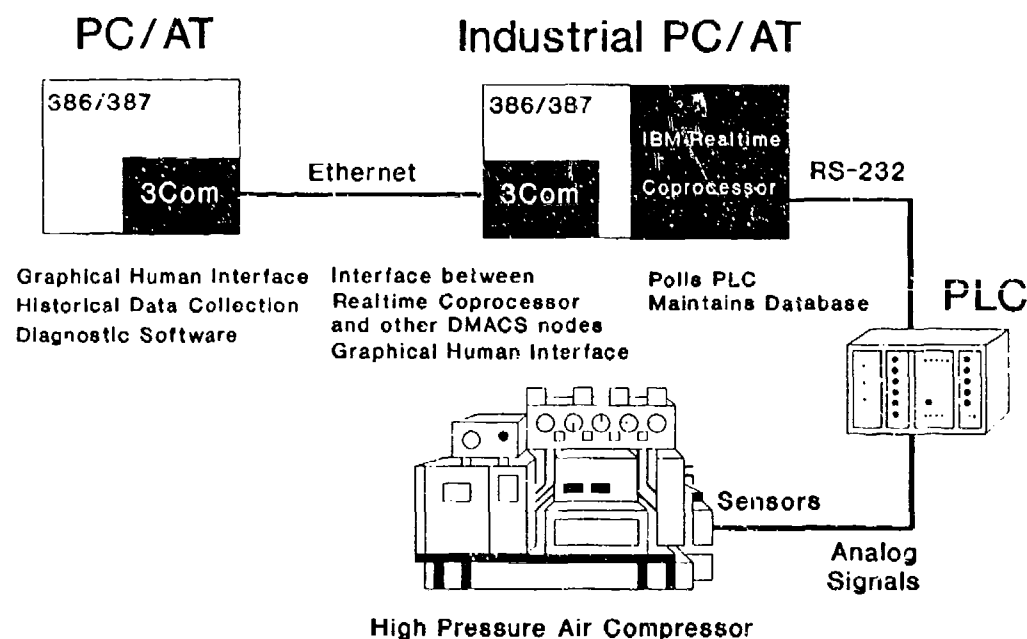 PC/AT
Industrial PC/AT
386/387
3Com
Ethernet
386/387
3Com
IBM Realtime
Coprocessor
RS-232
Graphical Human Interface
Historical Data Collection
Diagnostic Software
Interface between
Realtime Coprocessor
and other DMACS nodes
Graphical Human Interface
Polls PLC
Maintains Database
PLC
Sensors
Analog
Signals
High Pressure Air Compressor